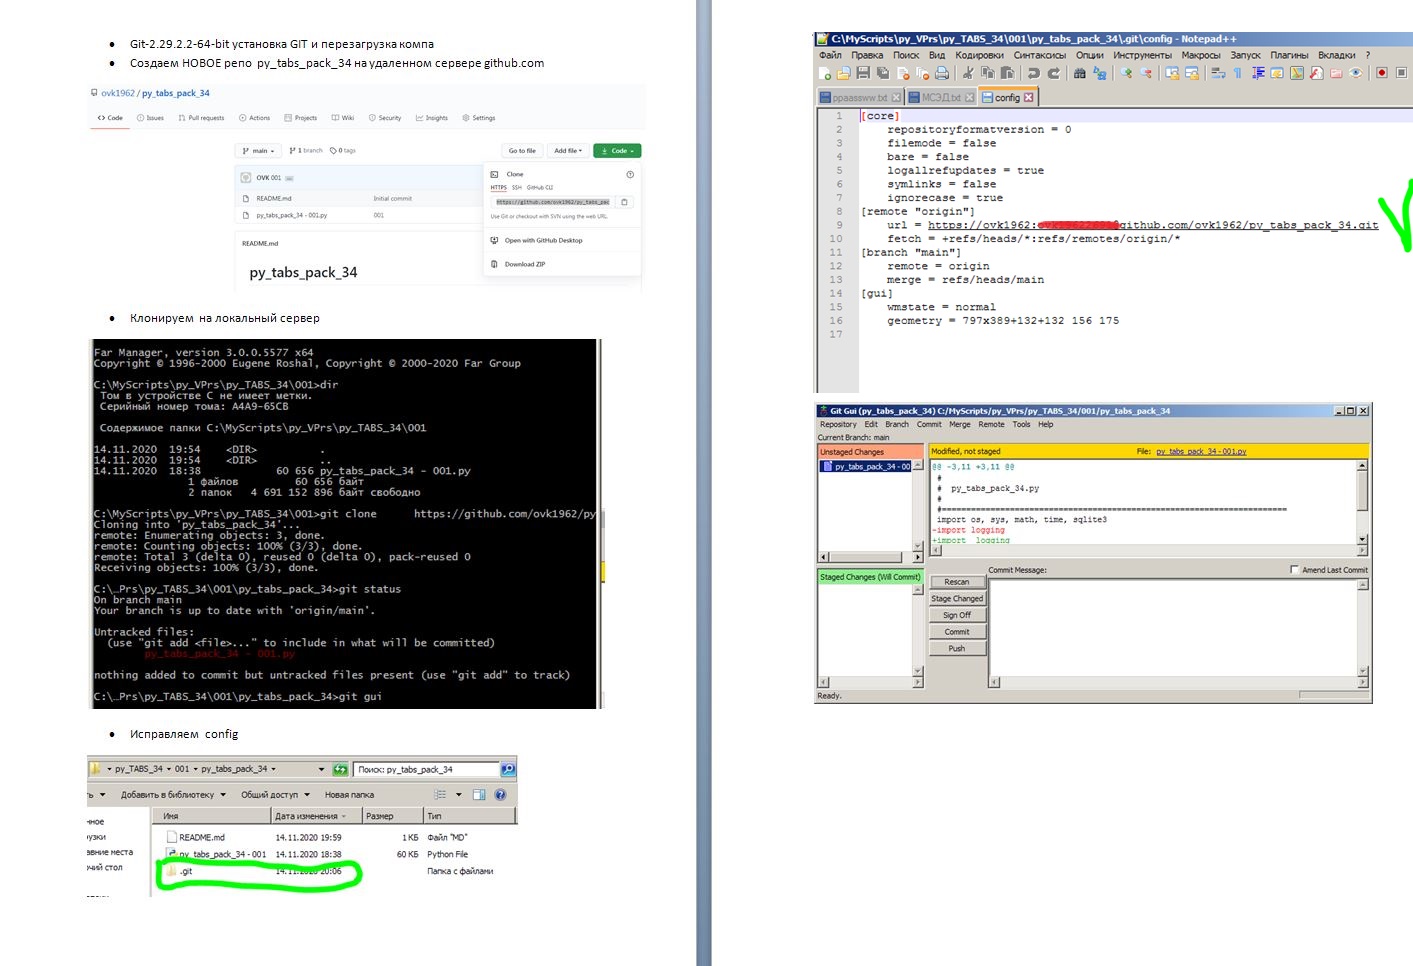 • Git-2.29.2.2-64-bit установка GIT и перезагрузка компа
• Создаем НОВОЕ репо py_tabs_pack_34 на удаленном сервере github.com
ovk1962 / py_tabs_pack_34
Code Issues Pull requests Actions Projects Wiki Security Insights Settings
main 1 branch 0 tags Go to file Add file Code
OVK 001
README.md Initial commit
py_tabs_pack_34 - 001.py 001
README.md
py_tabs_pack_34
Clone
HTTPS SSH GitHub CLI
https://github.com/ovk1962/py_tabs_pac
Use Git or checkout with SVN using the web URL.
Open with GitHub Desktop
Download ZIP
• Клонируем на локальный сервер
Far Manager, version 3.0.0.5577 x64
Copyright © 1996-2000 Eugene Roshal, Copyright © 2000-2020 Far Group
C:\MyScripts\py_VPrs\py_TABS_34\001>dir
Том в устройстве C не имеет метки.
Серийный номер тома: A4A9-65CB
Содержимое папки C:\MyScripts\py_VPrs\py_TABS_34\001
14.11.2020 19:54 <DIR> .
14.11.2020 19:54 <DIR> ..
14.11.2020 18:38 60 656 py_tabs_pack_34 - 001.py
1 файлов 60 656 байт
2 папок 4 691 152 896 байт свободно
C:\MyScripts\py_VPrs\py_TABS_34\001>git clone https://github.com/ovk1962/py
Cloning into 'py_tabs_pack_34'...
remote: Enumerating objects: 3, done.
remote: Counting objects: 100% (3/3), done.
remote: Total 3 (delta 0), reused 0 (delta 0), pack-reused 0
Receiving objects: 100% (3/3), done.
C:\…Prs\py_TABS_34\001\py_tabs_pack_34>git status
On branch main
Your branch is up to date with 'origin/main'.
Untracked files:
(use "git add <file>..." to include in what will be committed)
py_tabs_pack_34 - 001.py
nothing added to commit but untracked files present (use "git add" to track)
C:\…Prs\py_TABS_34\001\py_tabs_pack_34>git gui
• Исправляем config
py_TABS_34 001 py_tabs_pack_34 Поиск: py_tabs_pack_34
ть Добавить в библиотеку Общий доступ Новая папка
Имя Дата изменения Размер Тип
нное
узки
авние места
очий стол
README.md 14.11.2020 19:59 1 КБ Файл "MD"
py_tabs_pack_34 - 001 14.11.2020 18:38 60 КБ Python File
.git 14.11.2020 20:06 Папка с файлами
C:\MyScripts\py_VPrs\py_TABS_34\001\py_tabs_pack_34\.git\config - Notepad++
Файл Правка Поиск Вид Кодировки Синтаксисы Опции Инструменты Макросы Запуск Плагины Вкладки ?
ppaassww.txt МСЭД.txt config
1 [core]
2 repositoryformatversion = 0
3 filemode = false
4 bare = false
5 logallrefupdates = true
6 symlinks = false
7 ignorecase = true
8 [remote "origin"]
9 url = https://ovk1962: github.com/ovk1962/py_tabs_pack_34.git
10 fetch = +refs/heads/*:refs/remotes/origin/*
11 [branch "main"]
12 remote = origin
13 merge = refs/heads/main
14 [gui]
15 wmstate = normal
16 geometry = 797x389+132+132 156 175
17
Git Gui (py_tabs_pack_34) C:/MyScripts/py_VPrs/py_TABS_34/001/py_tabs_pack_34
Repository Edit Branch Commit Merge Remote Tools Help
Current Branch: main
Unstaged Changes
py_tabs_pack_34 - 00
Modified, not staged File: py_tabs_pack_34 - 001.py
@@ -3,11 +3,11 @@
#
# py_tabs_pack_34.py
#
#=====================================================================
import os, sys, math, time, sqlite3
-import logging
+import  logging
Staged Changes (Will Commit)
Commit Message: Amend Last Commit
Rescan
Stage Changed
Sign Off
Commit
Push
Ready.